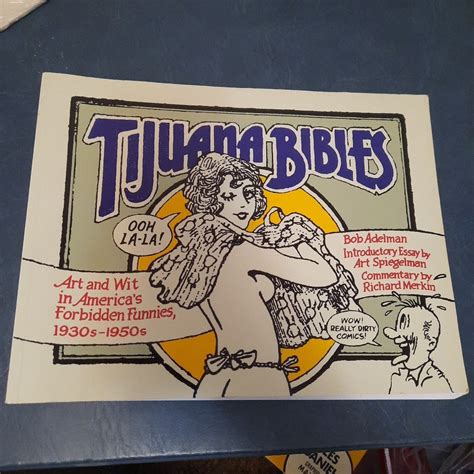 TIJUANA BIBLES
OOH
LA-LA!
Art and Wit
in America's
Forbidden Funnies,
1930s-1950s
Bob Adelman
Introductory Essay by
Art Spiegelman
Commentary by
Richard Merkin
WOW!
REALLY DIRTY
COMICS!